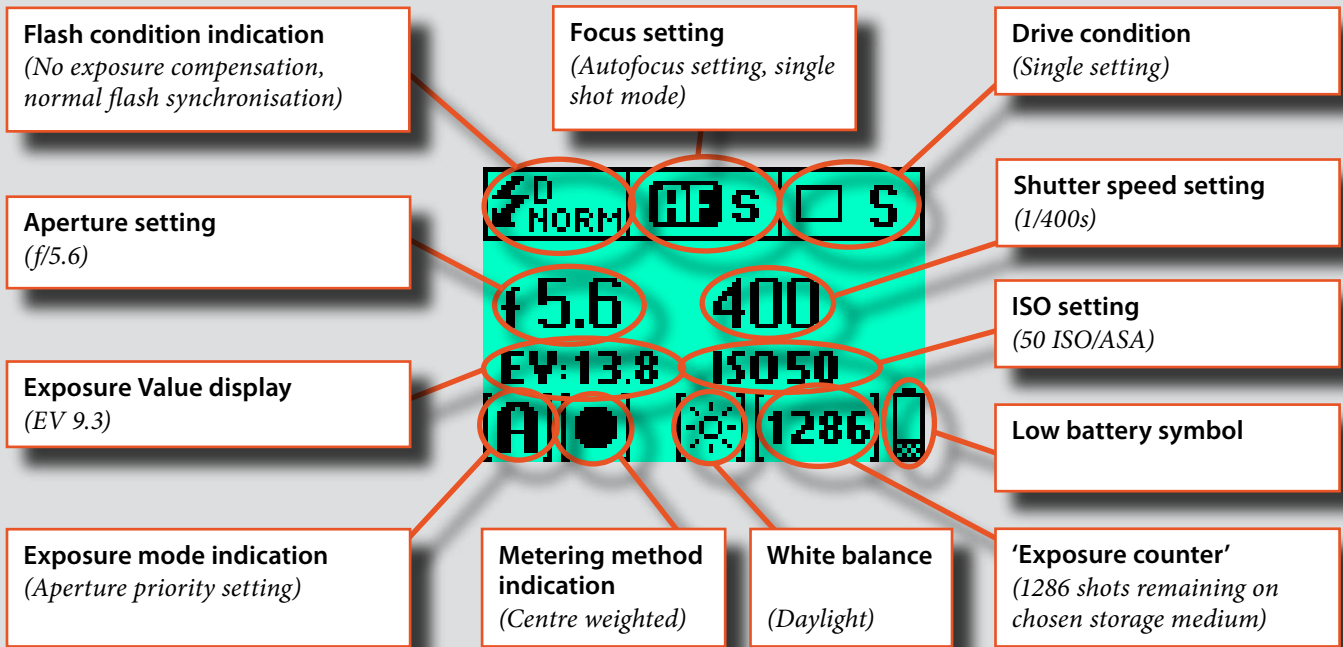 Flash condition indication
(No exposure compensation,
normal flash synchronisation)
Focus setting
(Autofocus setting, single
shot mode)
Drive condition
(Single setting)
Aperture setting
(f/5.6)
Shutter speed setting
(1/400s)
Exposure Value display
(EV 9.3)
ISO setting
(50 ISO/ASA)
Low battery symbol
D
NORM
AF S
S
f 5.6
400
EV:13.8
ISO 50
[A]
[1286]
Exposure mode indication
(Aperture priority setting)
Metering method
indication
(Centre weighted)
White balance
(Daylight)
'Exposure counter'
(1286 shots remaining on
chosen storage medium)